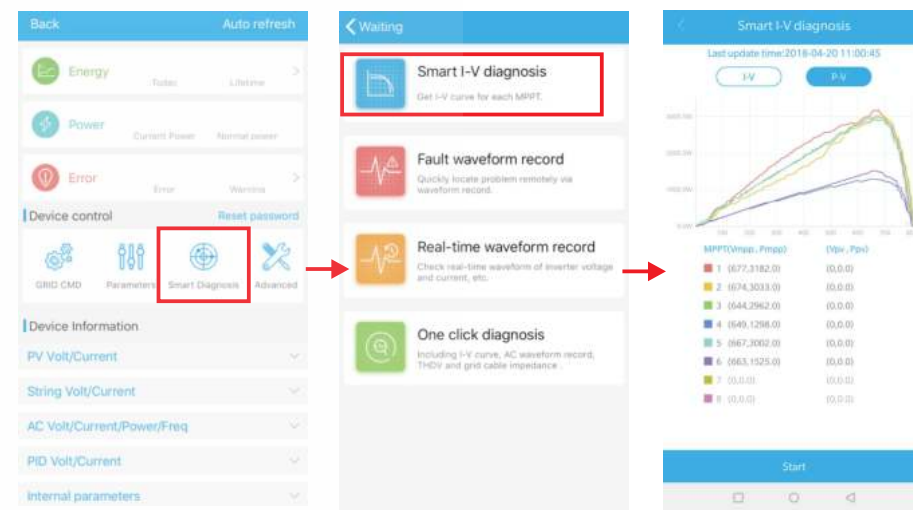 Back Auto refresh
Energy
Today Lifetime
Power
Current Power Normal power
Error
Error Warning
Device control Reset password
GRID CMD Parameters Smart Diagnosis Advanced
Device Information
PV Volt/Current
String Volt/Current
AC Volt/Current/Power/Freq
PID Volt/Current
Internal parameters
Waiting
Smart I-V diagnosis
Get I-V curve for each MPPT.
Fault waveform record
Quickly locate problem remotely via
waveform record.
Real-time waveform record
Check real-time waveform of inverter voltage
and current, etc.
One click diagnosis
Including I-V curve, AC waveform record,
THDV and grid cable impedance .
Smart I-V diagnosis
Last update time:2018-04-20 11:00:45
I-V P-V
MPPT(Vmpp , Pmpp) (Vpv , Ppv)
1 (677,3182.0) (0,0.0)
2 (674,3033.0) (0,0.0)
3 (644,2962.0) (0,0.0)
4 (649,1298.0) (0,0.0)
5 (667,3002.0) (0,0.0)
6 (663,1525.0) (0,0.0)
7 (0,0.0) (0,0.0)
8 (0,0.0) (0,0.0)
Start